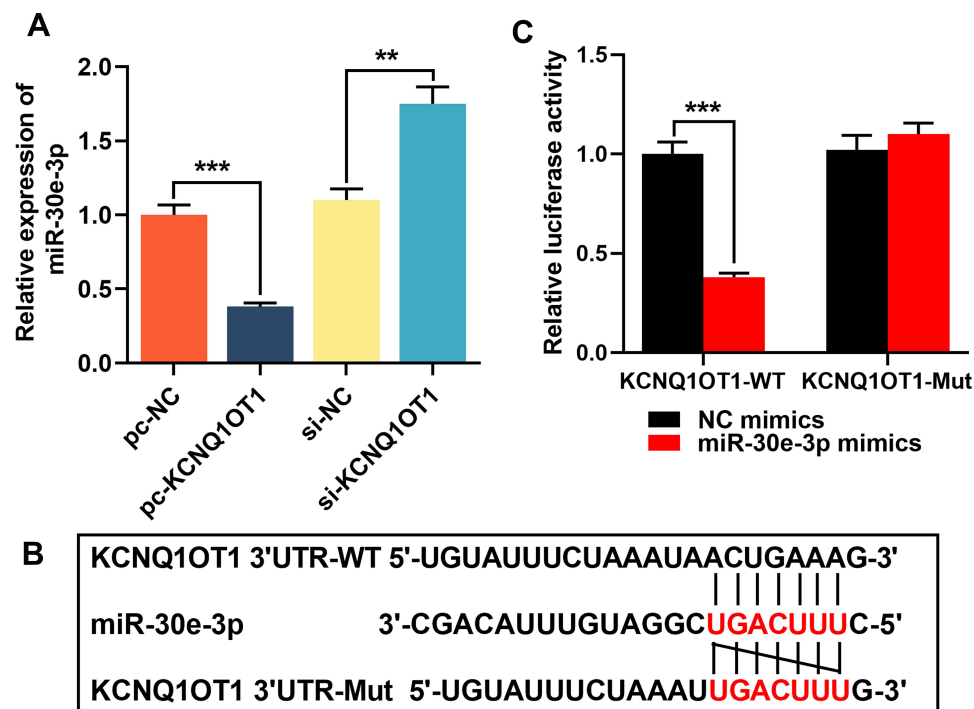 A
Relative expression of
miR-30e-3p
2.0
1.5
1.0
0.5
0.0
***
**
pc-NC
pc-KCNQ1OT1
si-NC
si-KCNQ1OT1
C
Relative luciferase activity
1.5
1.0
0.5
0.0
***
KCNQ1OT1-WT
KCNQ1OT1-Mut
NC mimics
miR-30e-3p mimics
B
KCNQ1OT1 3'UTR-WT 5'-UGUAUUUCUAAAUAACUGAAAG-3'
miR-30e-3p 3'-CGACAUUUGUAGGCUGACUUUC-5'
KCNQ1OT1 3'UTR-Mut 5'-UGUAUUUCUAAAUUGACUUUG-3'